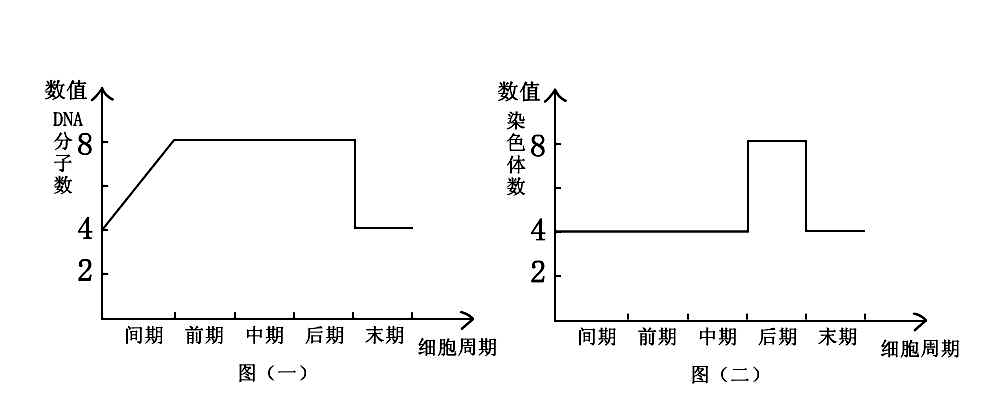 数值
DNA
分子数
8
4
2
间期 前期 中期 后期 末期
细胞周期
图（一）
数值
染色体数
8
4
2
间期 前期 中期 后期 末期
细胞周期
图（二）